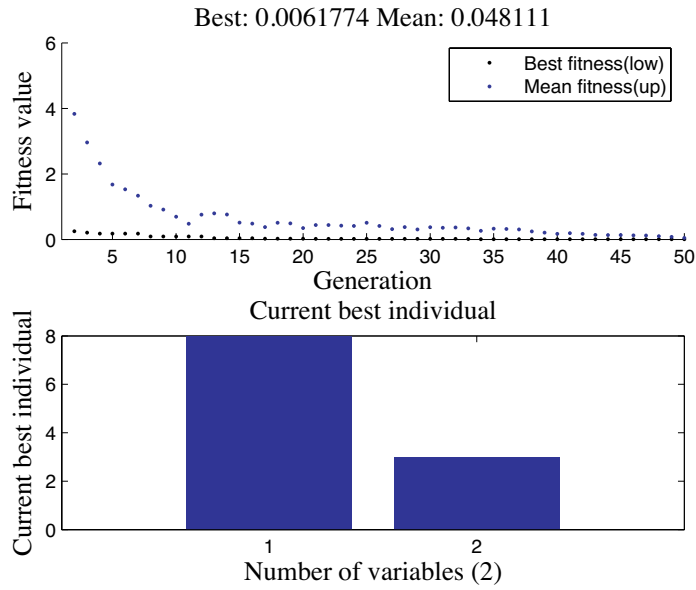 Best: 0.0061774 Mean: 0.048111
6
4
2
0
Fitness value
Best fitness(low)
Mean fitness(up)
5 10 15 20 25 30 35 40 45 50
Generation
Current best individual
8
6
4
2
0
Current best individual
1 2
Number of variables (2)